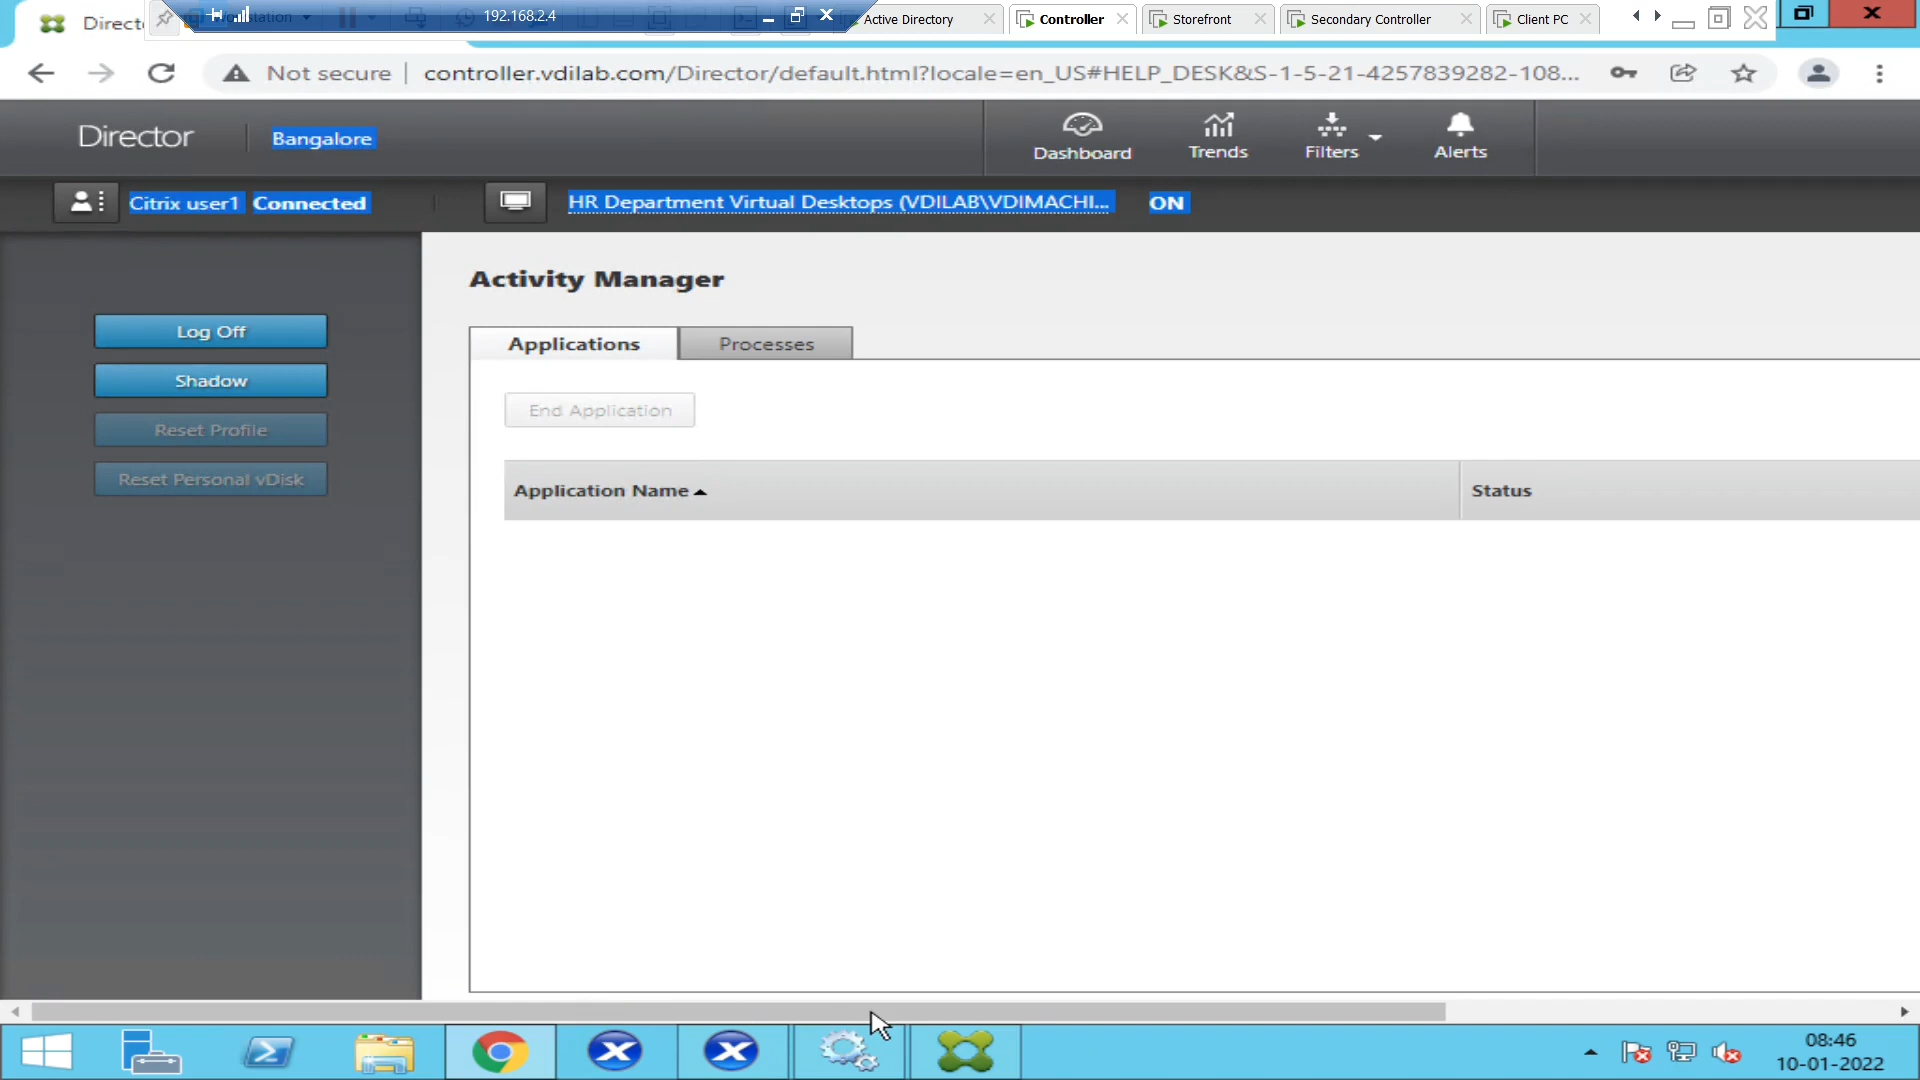 Direct
192.168.2.4
Active Directory
Controller
Storefront
Secondary Controller
Client PC
Not secure
controller.vdilab.com/Director/default.html?locale=en_US#HELP_DESK&S-1-5-21-4257839282-108...
Director
Bangalore
Dashboard
Trends
Filters
Alerts
Citrix user1 Connected
HR Department Virtual Desktops (VDILAB\VDIMACHI...
ON
Log Off
Shadow
Reset Profile
Reset Personal vDisk
Activity Manager
Applications
Processes
End Application
Application Name
Status
08:46
10-01-2022